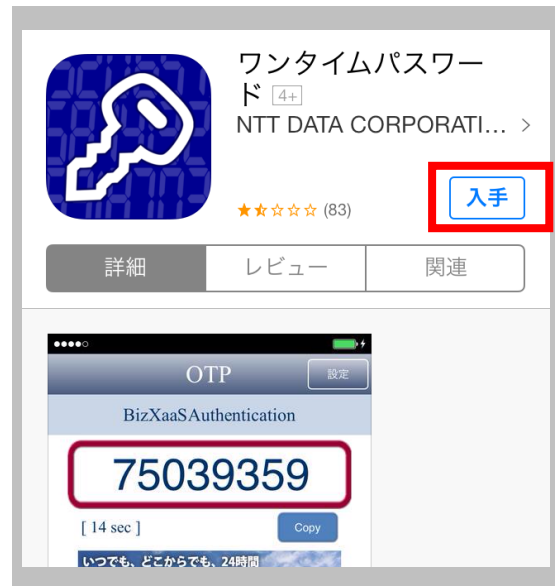 ワンタイムパスワー
ド 4+
NTT DATA CORPORATI... >
(83)
入手
詳細 レビュー 関連
OTP 設定
BizXaaSAuthentication
75039359
[ 14 sec ] Copy
いつでも、どこからでも、24時間